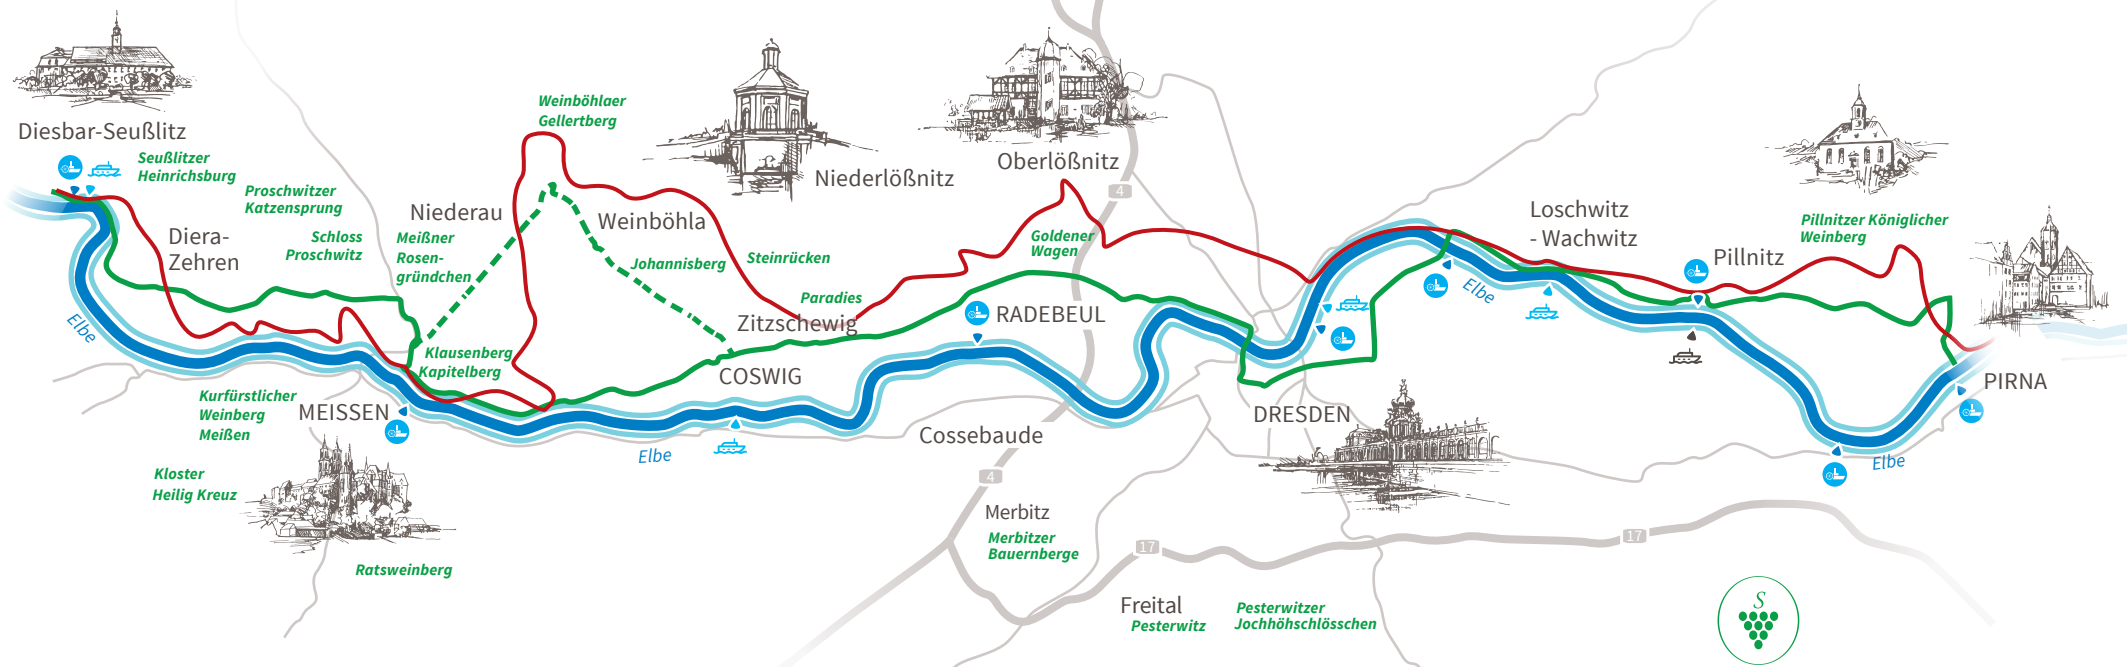 Diesbar-Seußlitz
Seußlitzer
Heinrichsburg
Proschwitzer
Katzensprung
Diera-
Zehren
Schloss
Proschwitz
Niederau
Meißner
Rosen-
gründchen
Weinböhlaer
Gellertberg
Weinböhla
Johannisberg
Steinrücken
Niederlößnitz
Oberlößnitz
4
Goldener
Wagen
Paradies
Zitzschewig
RADEBEUL
Elbe
Klausenberg
Kapitelberg
COSWIG
Kurfürstlicher
Weinberg
Meißen
MEISSEN
Kloster
Heilig Kreuz
Ratsweinberg
Elbe
Cossebaude
4
Merbitz
Merbitzer
Bauernberge
17
Freital
Pesterwitz
Pesterwitzer
Jochhöhschlösschen
DRESDEN
Elbe
Loschwitz
- Wachwitz
Pillnitz
Pillnitzer Königlicher
Weinberg
PIRNA
Elbe
17
S